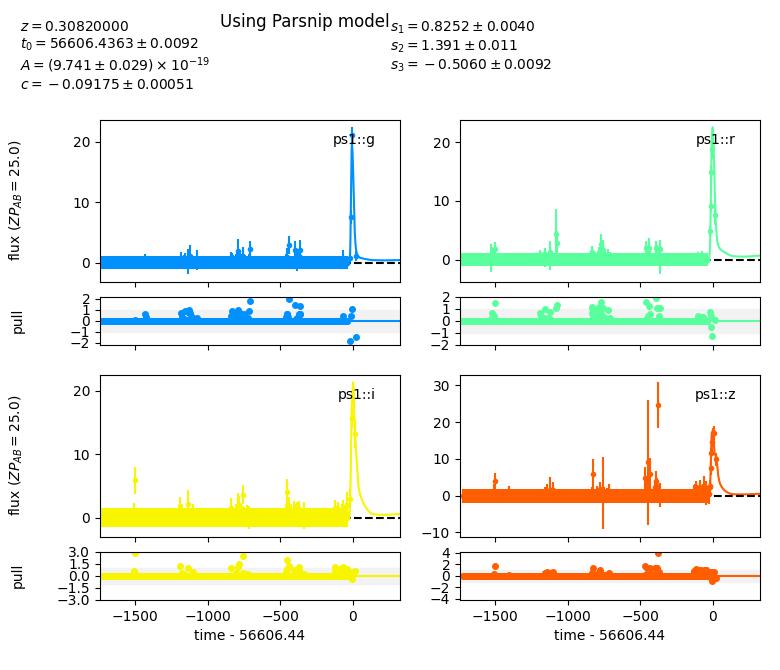 Using Parsnip model
z = 0.30820000
t0 = 56606.4363 ± 0.0092
A = (9.741 ± 0.029) × 10^−19
c = −0.09175 ± 0.00051
s1 = 0.8252 ± 0.0040
s2 = 1.391 ± 0.011
s3 = −0.5060 ± 0.0092
flux (ZP_AB = 25.0)
20
10
0
ps1::g
20
10
0
ps1::r
pull
2
1
0
−1
−2
2
1
0
−1
−2
flux (ZP_AB = 25.0)
20
10
0
ps1::i
30
20
10
0
−10
ps1::z
pull
3.0
1.5
0.0
−1.5
−3.0
4
2
0
−2
−4
−1500 −1000 −500 0
−1500 −1000 −500 0
time - 56606.44
time - 56606.44